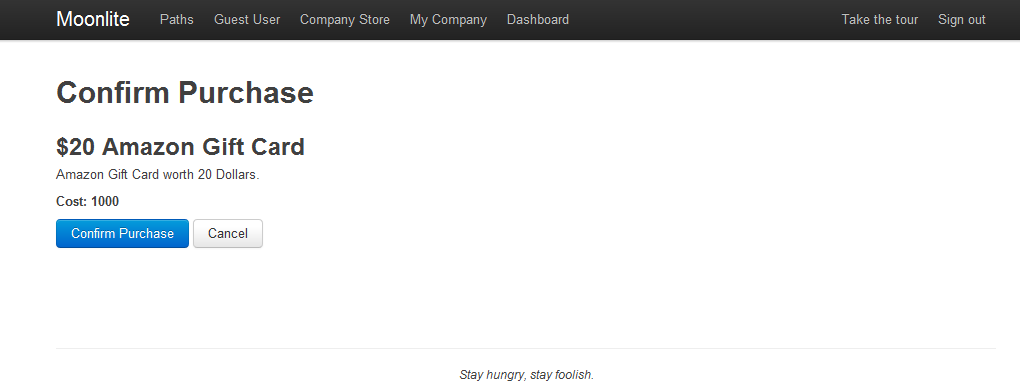 Moonlite Paths Guest User Company Store My Company Dashboard Take the tour Sign out
Confirm Purchase
$20 Amazon Gift Card
Amazon Gift Card worth 20 Dollars.
Cost: 1000
Confirm Purchase Cancel
Stay hungry, stay foolish.